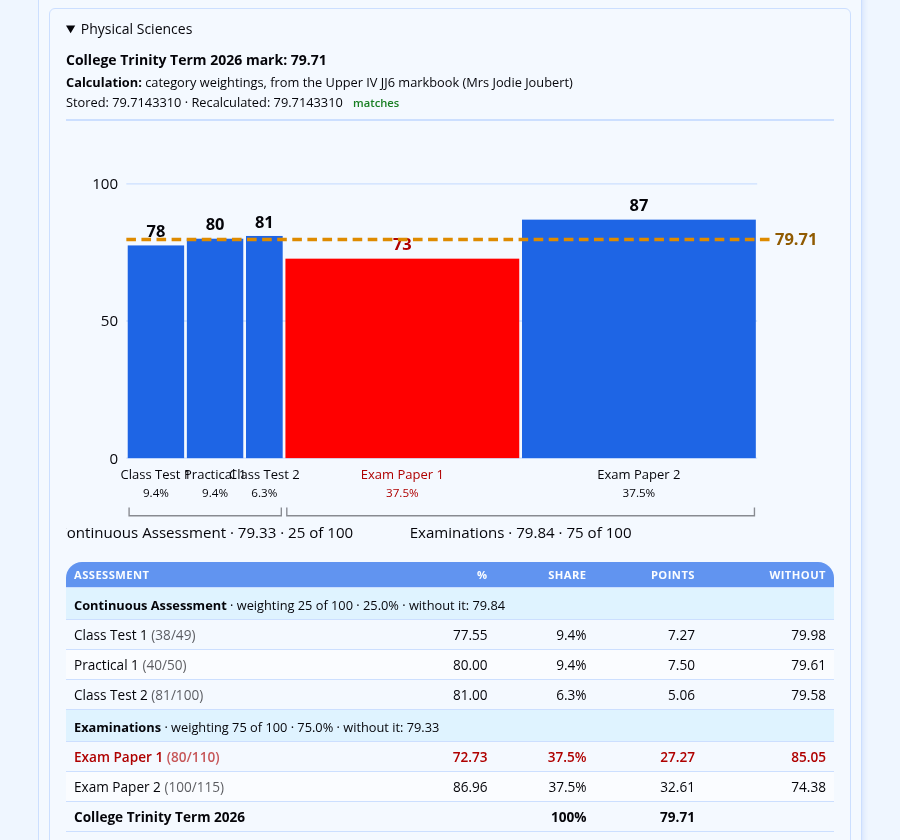 ▼ Physical Sciences
College Trinity Term 2026 mark: 79.71
Calculation: category weightings, from the Upper IV JJ6 markbook (Mrs Jodie Joubert)
Stored: 79.7143310 · Recalculated: 79.7143310 matches
100
87
78 80 81
73
79.71
50
0
Class Test 1 Practical 1 Class Test 2 Exam Paper 1 Exam Paper 2
9.4% 9.4% 6.3% 37.5% 37.5%
ontinuous Assessment · 79.33 · 25 of 100 Examinations · 79.84 · 75 of 100
ASSESSMENT % SHARE POINTS WITHOUT
Continuous Assessment · weighting 25 of 100 · 25.0% · without it: 79.84
Class Test 1 (38/49) 77.55 9.4% 7.27 79.98
Practical 1 (40/50) 80.00 9.4% 7.50 79.61
Class Test 2 (81/100) 81.00 6.3% 5.06 79.58
Examinations · weighting 75 of 100 · 75.0% · without it: 79.33
Exam Paper 1 (80/110) 72.73 37.5% 27.27 85.05
Exam Paper 2 (100/115) 86.96 37.5% 32.61 74.38
College Trinity Term 2026 100% 79.71